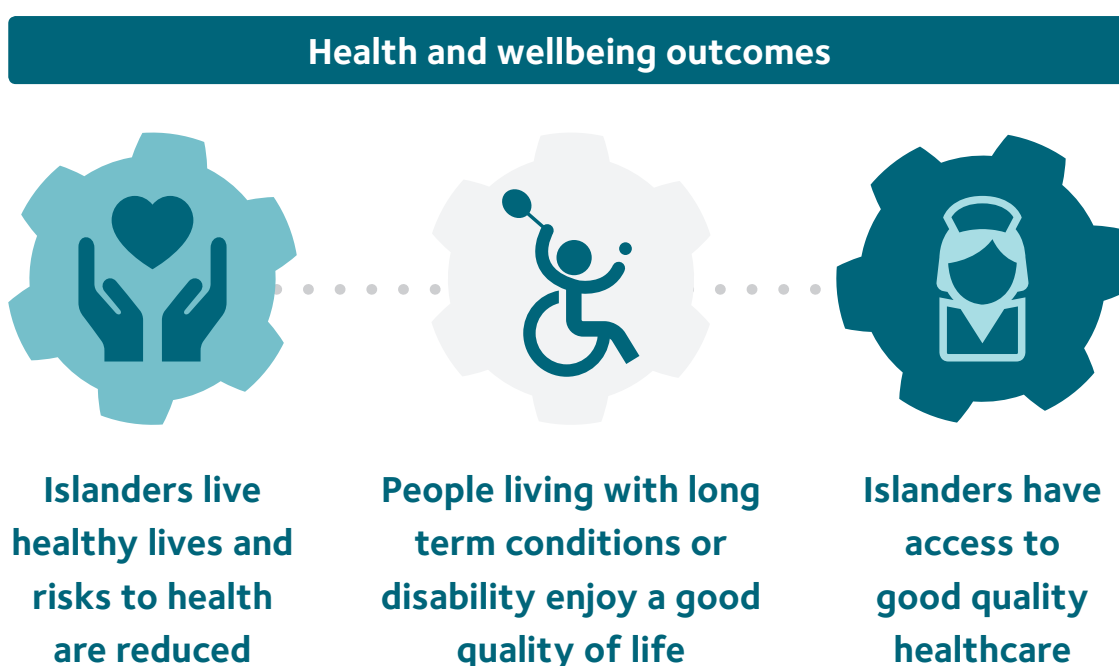 Health and wellbeing outcomes
Islanders live
healthy lives and
risks to health
are reduced
People living with long
term conditions or
disability enjoy a good
quality of life
Islanders have
access to
good quality
healthcare